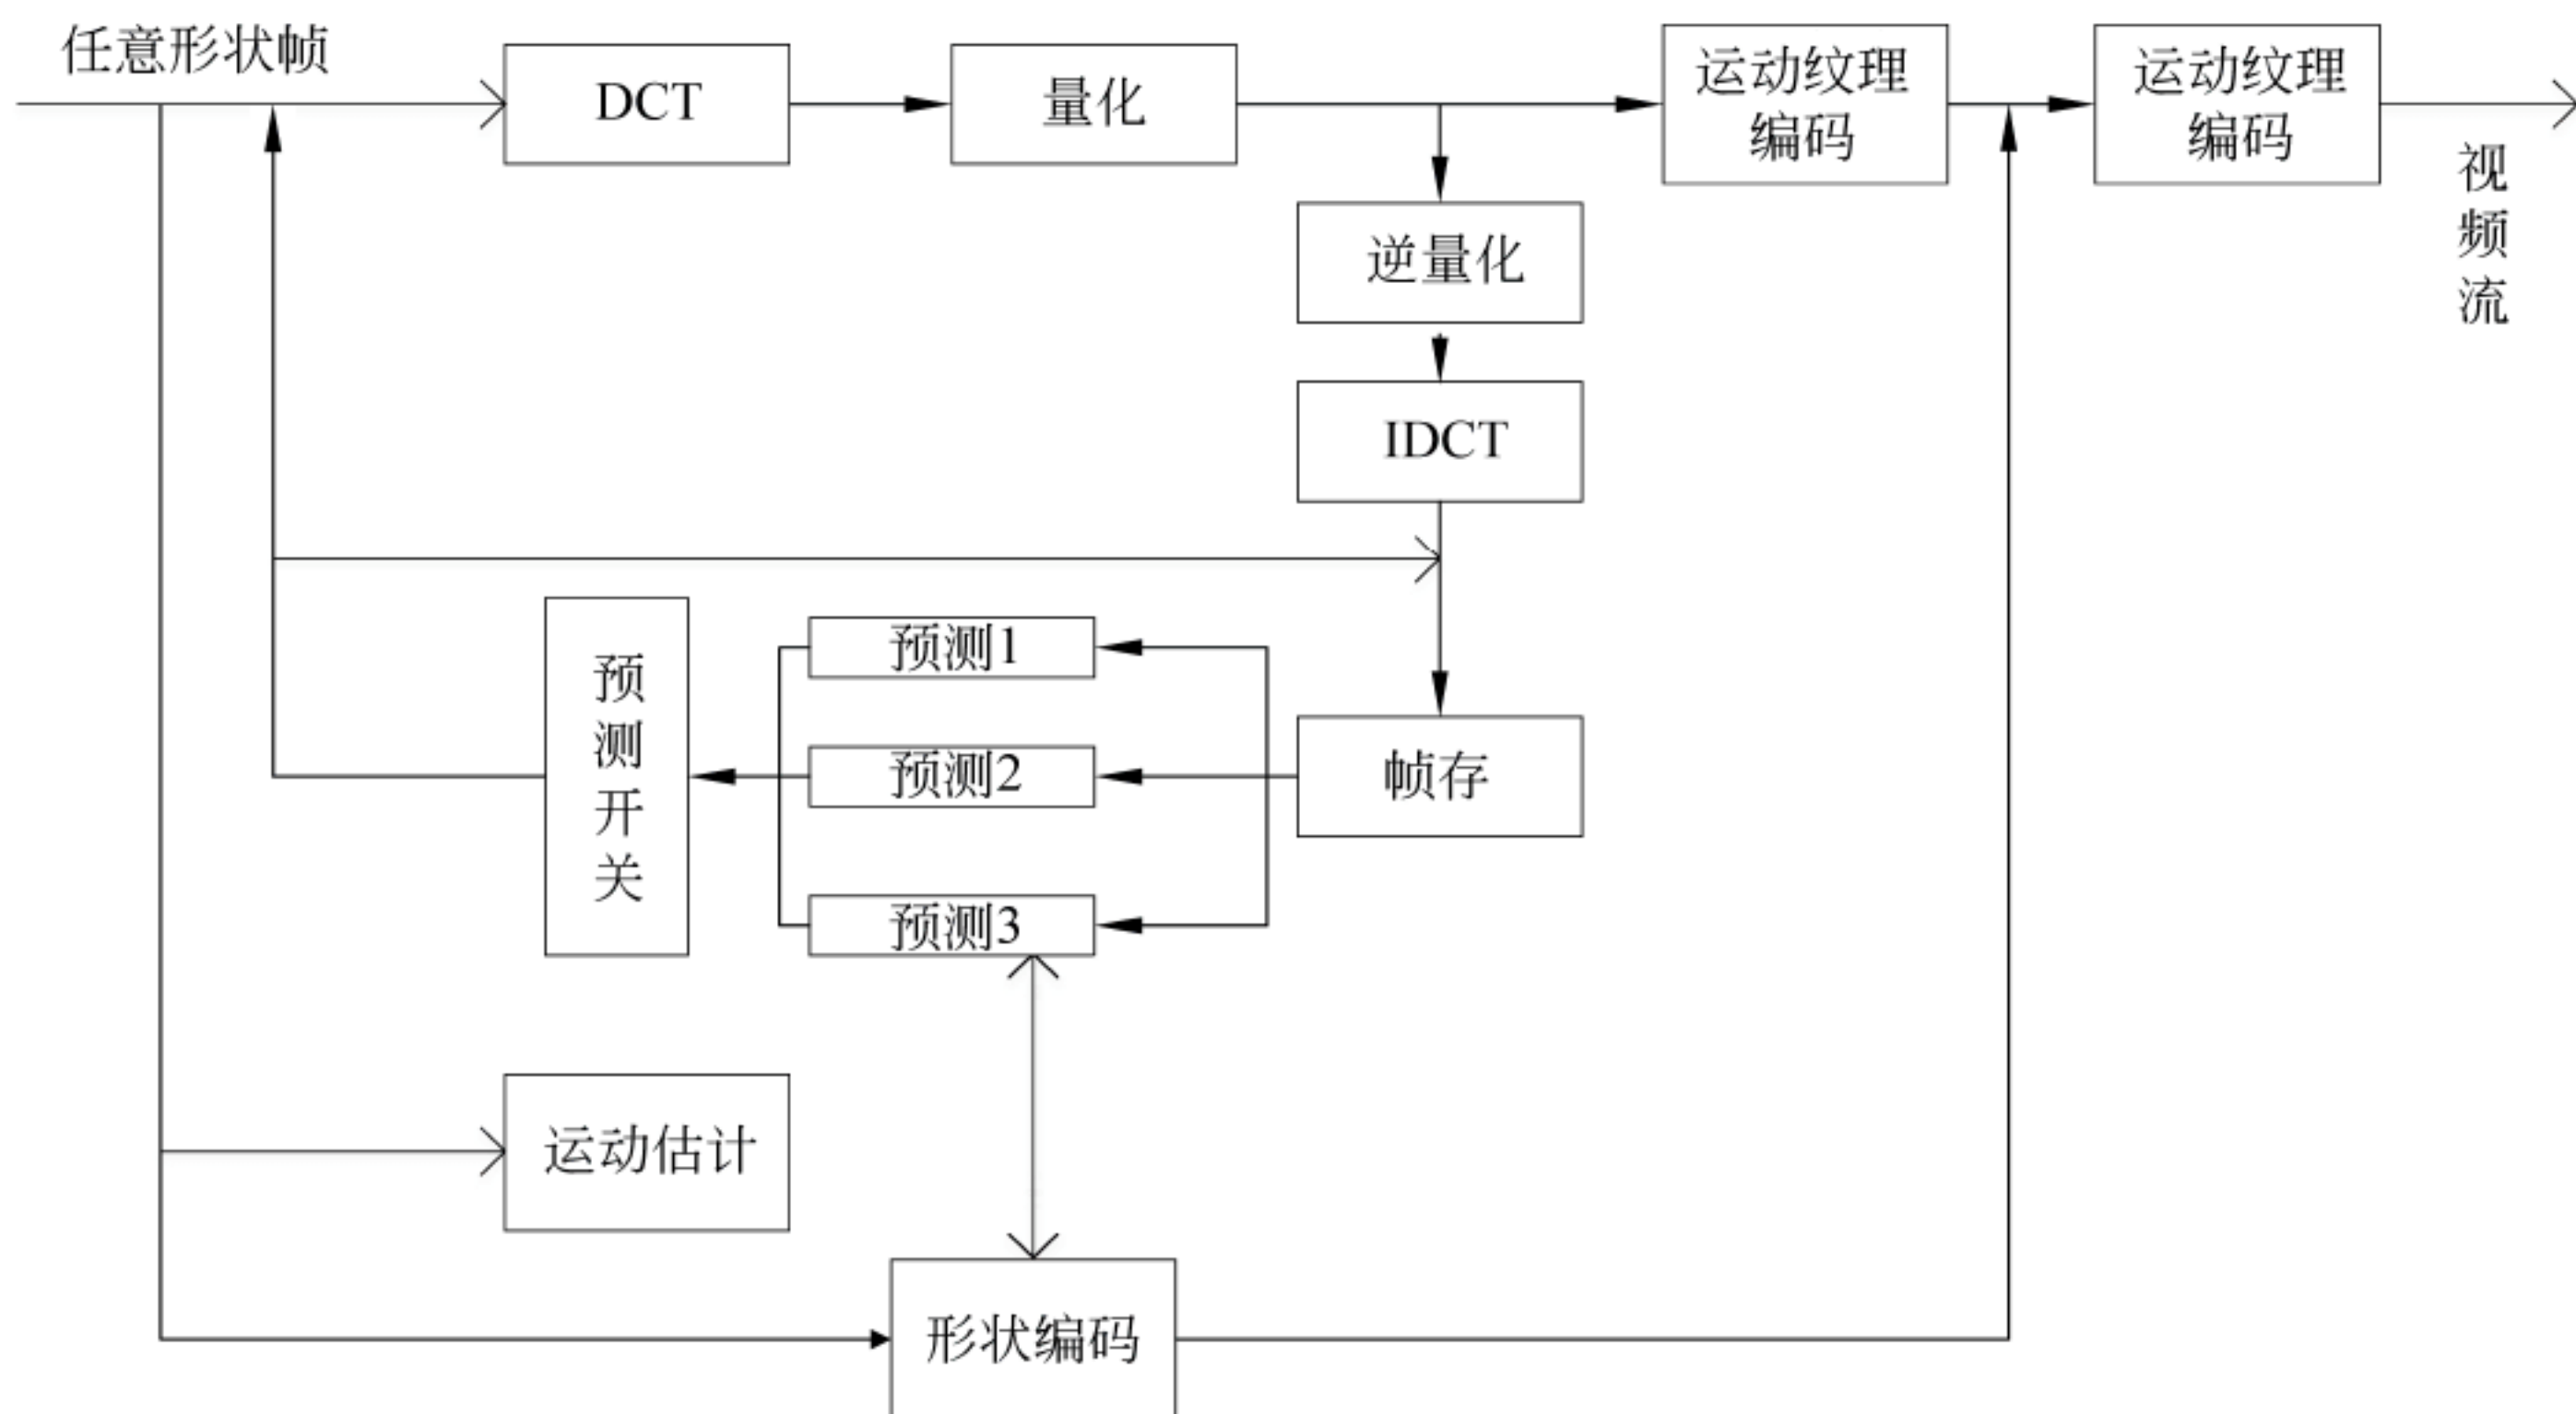 任意形状帧
DCT
量化
运动纹理
编码
运动纹理
编码
视
频
流
逆量化
IDCT
预测1
预测2
预测3
预
测
开
关
帧存
运动估计
形状编码